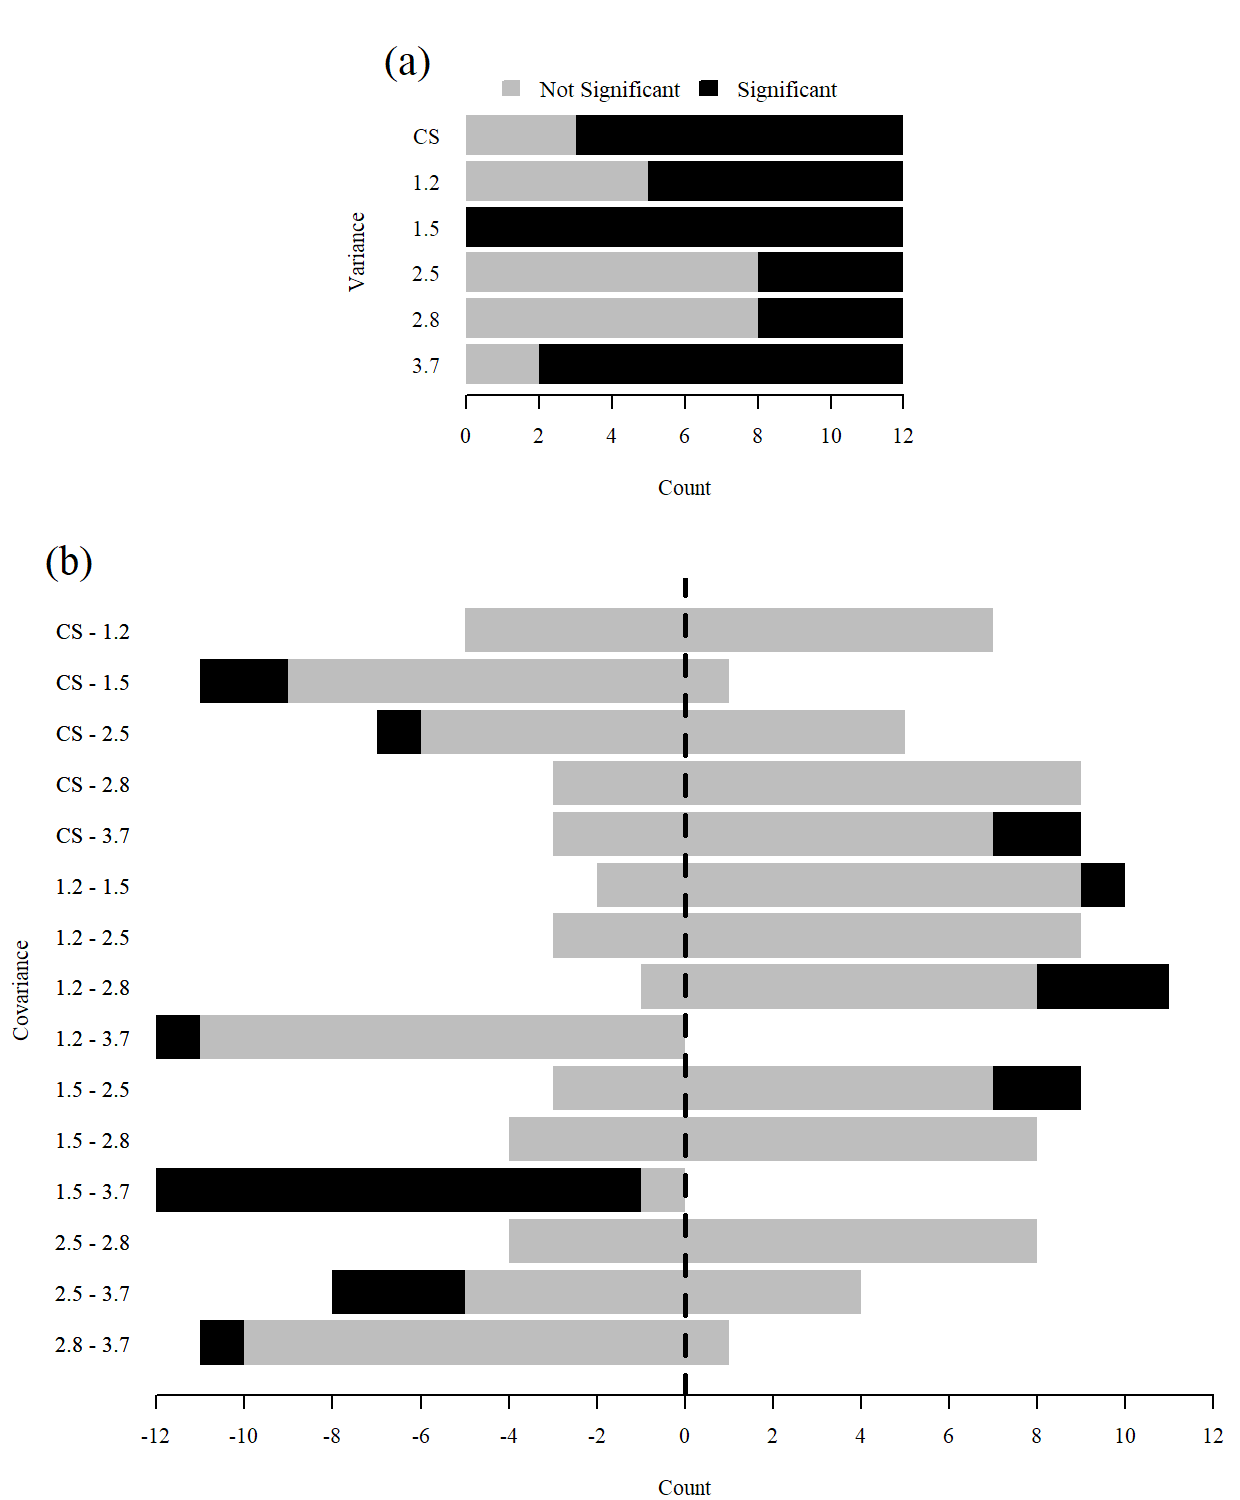 (a)
Not Significant Significant
Variance
CS
1.2
1.5
2.5
2.8
3.7
0 2 4 6 8 10 12
Count
(b)
Covariance
CS - 1.2
CS - 1.5
CS - 2.5
CS - 2.8
CS - 3.7
1.2 - 1.5
1.2 - 2.5
1.2 - 2.8
1.2 - 3.7
1.5 - 2.5
1.5 - 2.8
1.5 - 3.7
2.5 - 2.8
2.5 - 3.7
2.8 - 3.7
-12 -10 -8 -6 -4 -2 0 2 4 6 8 10 12
Count